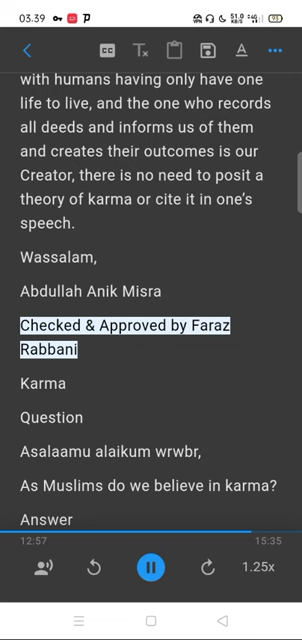 03.39
51.0
KB/S
93
CC
with humans having only have one
life to live, and the one who records
all deeds and informs us of them
and creates their outcomes is our
Creator, there is no need to posit a
theory of karma or cite it in one's
speech.
Wassalam,
Abdullah Anik Misra
Checked & Approved by Faraz
Rabbani
Karma
Question
Asalaamu alaikum wrwbr,
As Muslims do we believe in karma?
Answer
12:57 15:35
1.25x